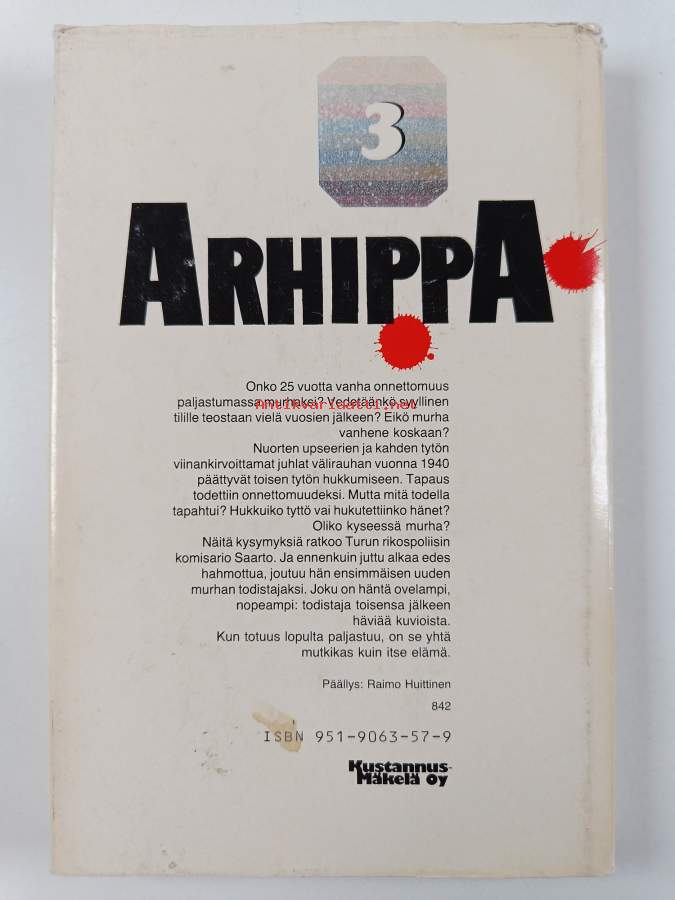 3
ARHIPPA
Onko 25 vuotta vanha onnettomuus
paljastumassa murhaksi? Vedetäänkö syyllinen
Antikvariaatti.net
tilille teostaan vielä vuosien jälkeen? Eikö murha
vanhene koskaan?
Nuorten upseerien ja kahden tytön
viinankirvoittamat juhlat välirauhan vuonna 1940
päättyvät toisen tytön hukkumiseen. Tapaus
todettiin onnettomuudeksi. Mutta mitä todella
tapahtui? Hukkuiko tyttö vai hukutettiinko hänet?
Oliko kyseessä murha?
Näitä kysymyksiä ratkoo Turun rikospoliisin
komisario Saarto. Ja ennenkuin juttu alkaa edes
hahmottua, joutuu hän ensimmäisen uuden
murhan todistajaksi. Joku on häntä ovelampi,
nopeampi: todistaja toisensa jälkeen
häviää kuvioista.
Kun totuus lopulta paljastuu, on se yhtä
mutkikas kuin itse elämä.
Päällys: Raimo Huittinen
842
ISBN 951-9063-57-9
Kustannus-
Mäkelä Oy